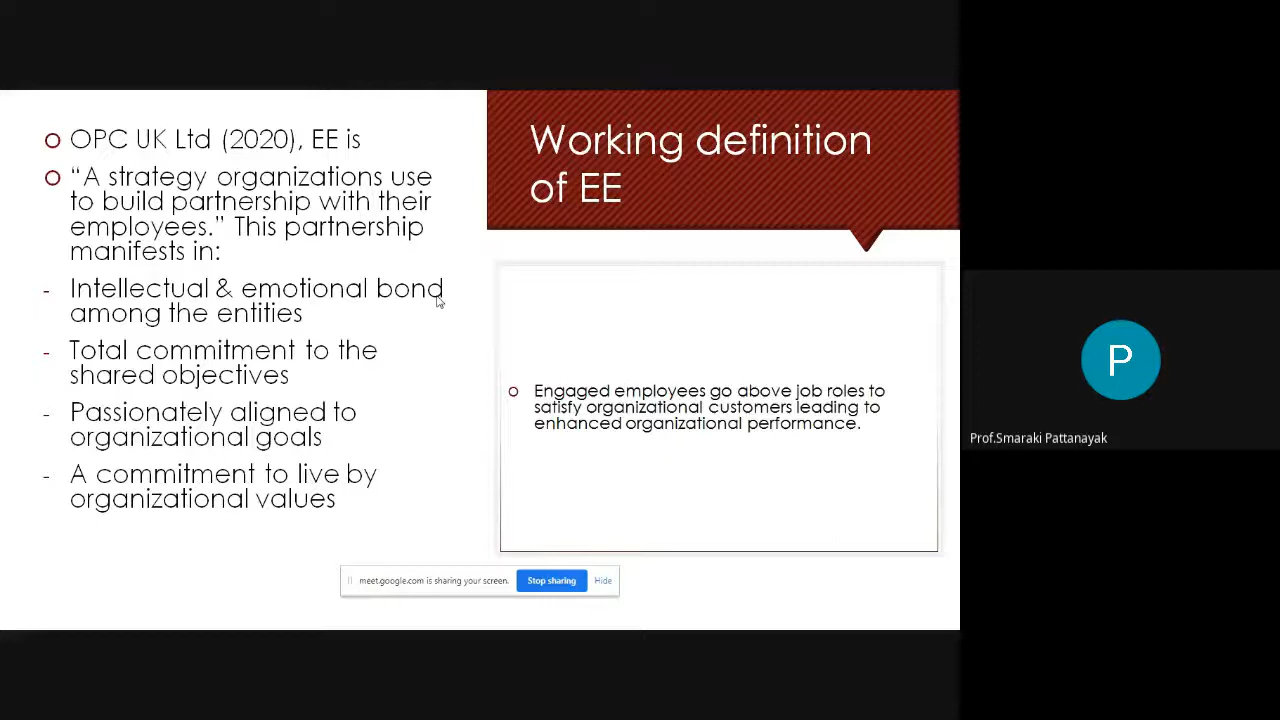 OPC UK Ltd (2020), EE is
“A strategy organizations use
to build partnership with their
employees.” This partnership
manifests in:
- Intellectual & emotional bond
among the entities
- Total commitment to the
shared objectives
- Passionately aligned to
organizational goals
- A commitment to live by
organizational values
Working definition
of EE
Engaged employees go above job roles to
satisfy organizational customers leading to
enhanced organizational performance.
meet.google.com is sharing your screen.
Stop sharing
Hide
P
Prof.Smaraki Pattanayak